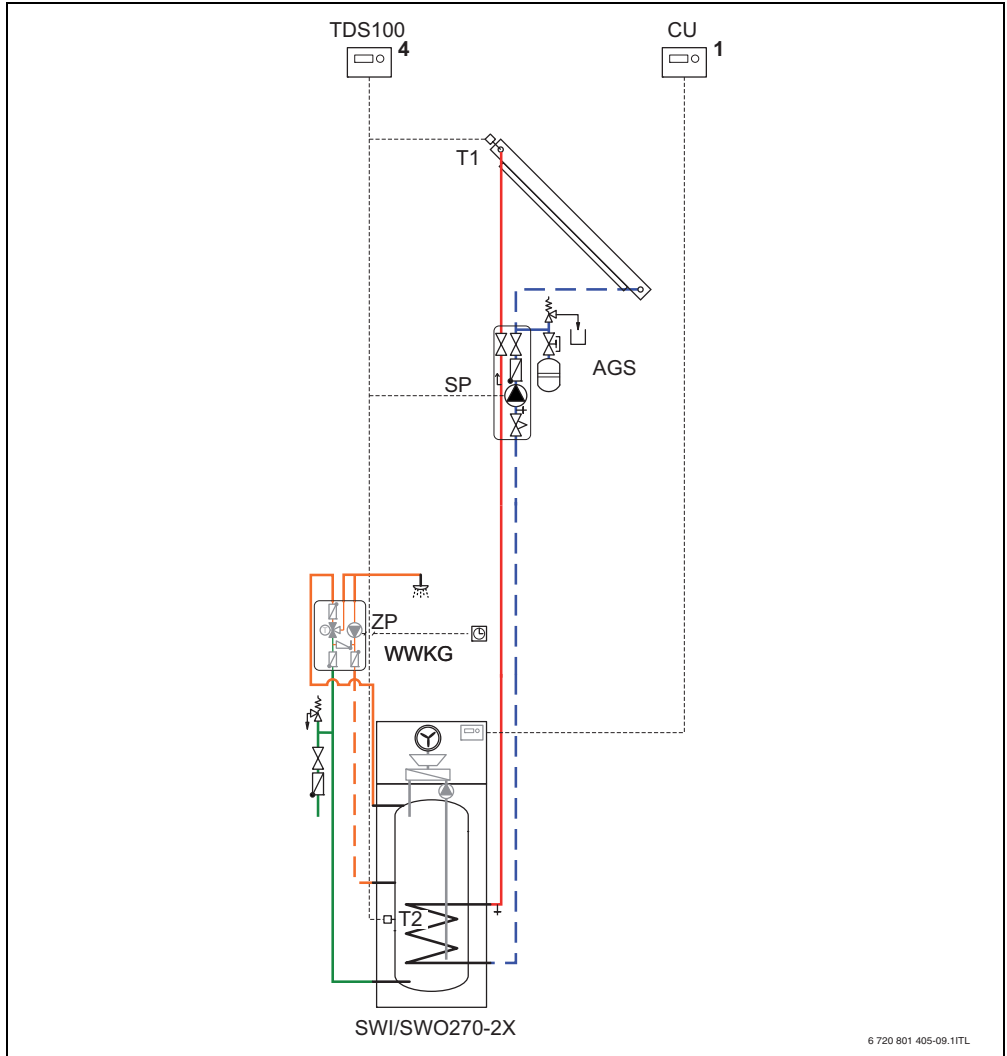 TDS100
4
CU
1
T1
AGS
SP
ZP
WWKG
T2
SWI/SWO270-2X
6 720 801 405-09.1ITL